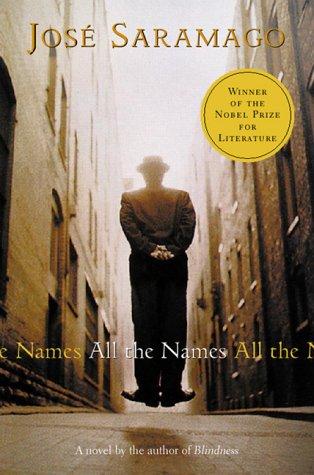 JOSÉ SARAMAGO
WINNER
OF THE
NOBEL PRIZE
FOR
LITERATURE
e Names All the Names All the N
A novel by the author of Blindness